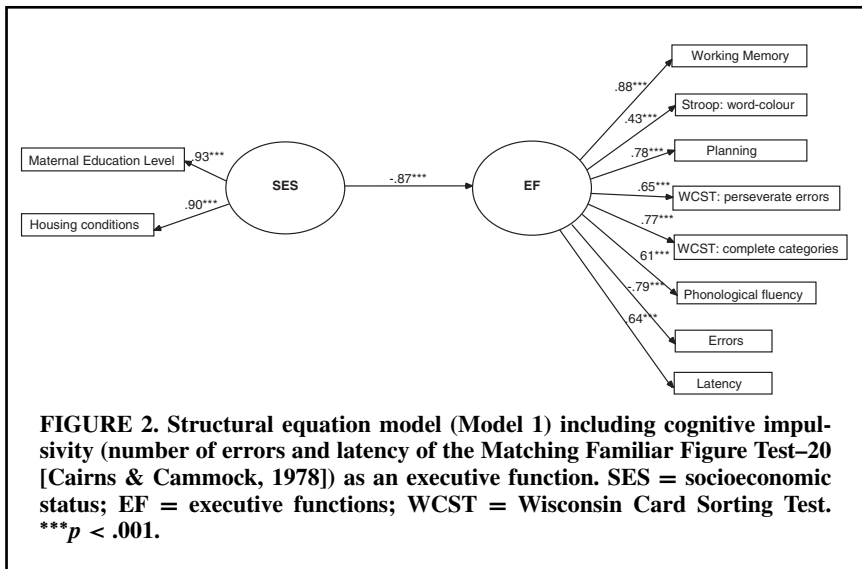 Working Memory
.88***
Stroop: word-colour
.43***
Planning
.78***
Maternal Education Level
.93***
SES
-.87***
EF
.65***
WCST: perseverate errors
.77***
WCST: complete categories
Housing conditions
.90***
61***
Phonological fluency
-.79***
Errors
.64***
Latency
FIGURE 2. Structural equation model (Model 1) including cognitive impul-
sivity (number of errors and latency of the Matching Familiar Figure Test–20
[Cairns & Cammock, 1978]) as an executive function. SES = socioeconomic
status; EF = executive functions; WCST = Wisconsin Card Sorting Test.
***p < .001.